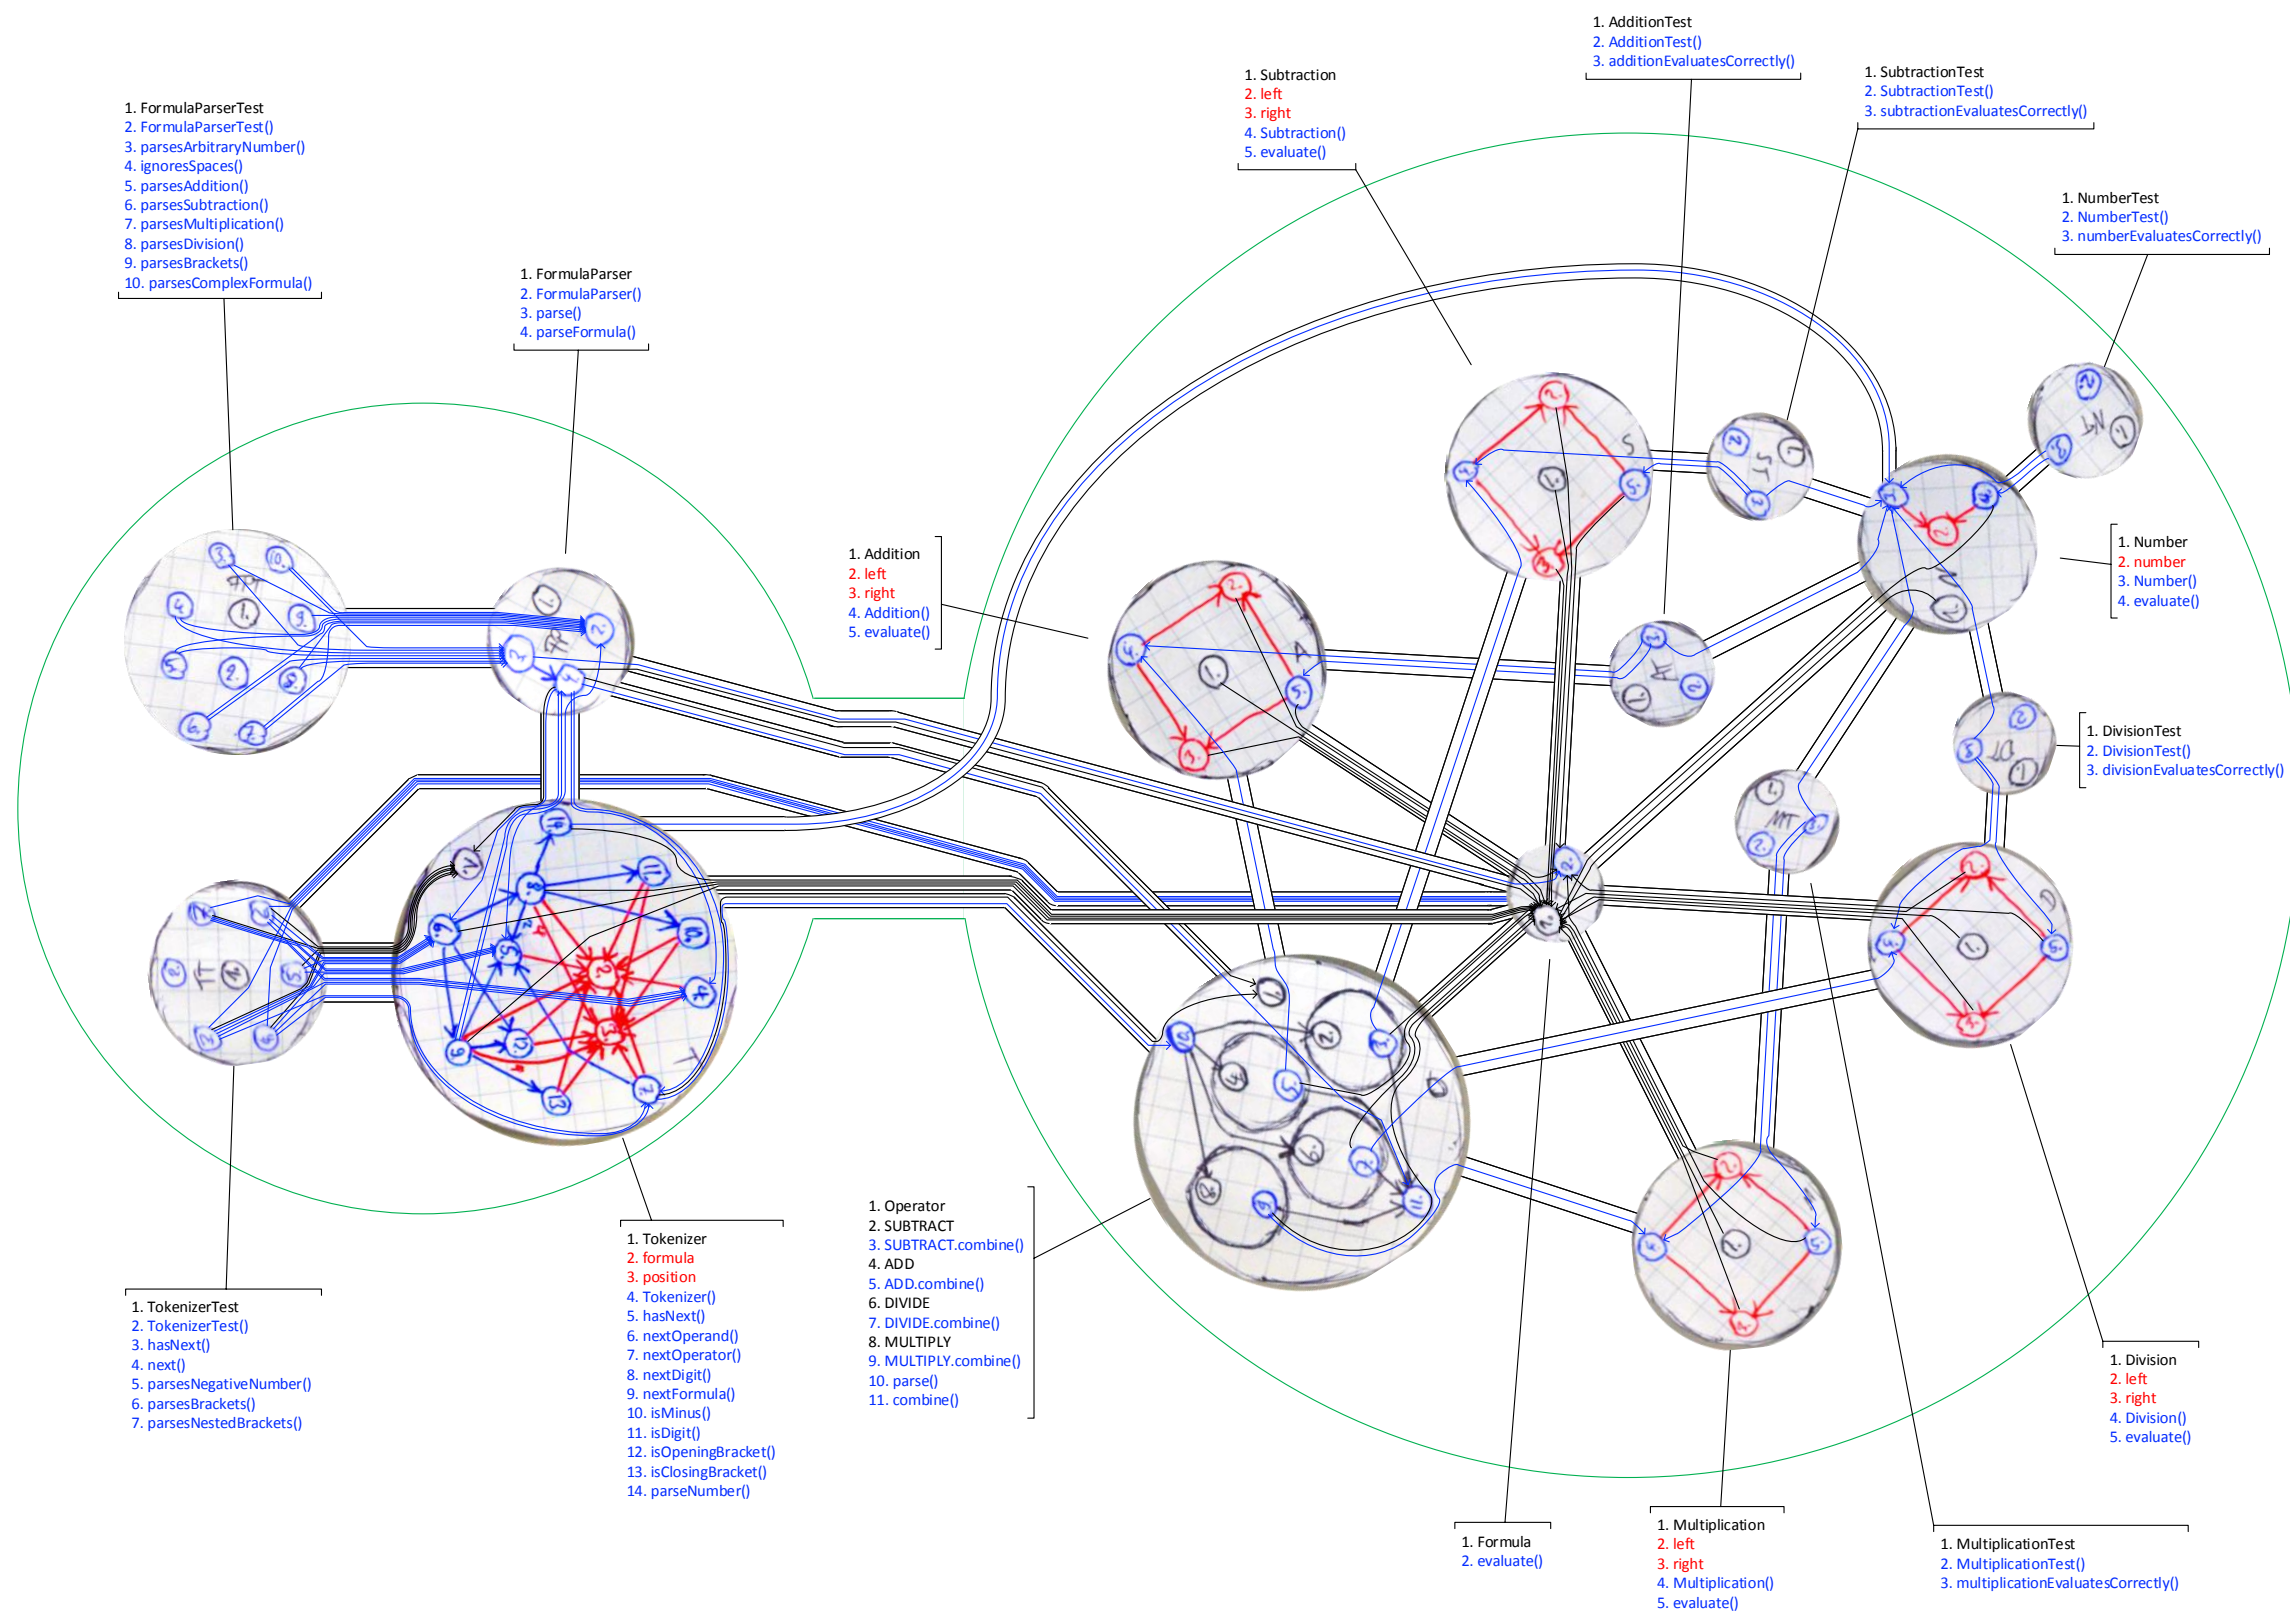 1. AdditionTest
2. AdditionTest()
3. additionEvaluatesCorrectly()
1. Subtraction
2. left
3. right
4. Subtraction()
5. evaluate()
1. SubtractionTest
2. SubtractionTest()
3. subtractionEvaluatesCorrectly()
1. FormulaParserTest
2. FormulaParserTest()
3. parsesArbitraryNumber()
4. ignoresSpaces()
5. parsesAddition()
6. parsesSubtraction()
7. parsesMultiplication()
8. parsesDivision()
9. parsesBrackets()
10. parsesComplexFormula()
1. NumberTest
2. NumberTest()
3. numberEvaluatesCorrectly()
1. FormulaParser
2. FormulaParser()
3. parse()
4. parseFormula()
1. Addition
2. left
3. right
4. Addition()
5. evaluate()
1. Number
2. number
3. Number()
4. evaluate()
1. DivisionTest
2. DivisionTest()
3. divisionEvaluatesCorrectly()
1. Operator
2. SUBTRACT
3. SUBTRACT.combine()
4. ADD
5. ADD.combine()
6. DIVIDE
7. DIVIDE.combine()
8. MULTIPLY
9. MULTIPLY.combine()
10. parse()
11. combine()
1. Tokenizer
2. formula
3. position
4. Tokenizer()
5. hasNext()
6. nextOperand()
7. nextOperator()
8. nextDigit()
9. nextFormula()
10. isMinus()
11. isDigit()
12. isOpeningBracket()
13. isClosingBracket()
14. parseNumber()
1. TokenizerTest
2. TokenizerTest()
3. hasNext()
4. next()
5. parsesNegativeNumber()
6. parsesBrackets()
7. parsesNestedBrackets()
1. Division
2. left
3. right
4. Division()
5. evaluate()
1. Formula
2. evaluate()
1. Multiplication
2. left
3. right
4. Multiplication()
5. evaluate()
1. MultiplicationTest
2. MultiplicationTest()
3. multiplicationEvaluatesCorrectly()
S
ST
NT
N
A
AT
DT
MT
D
TT
T